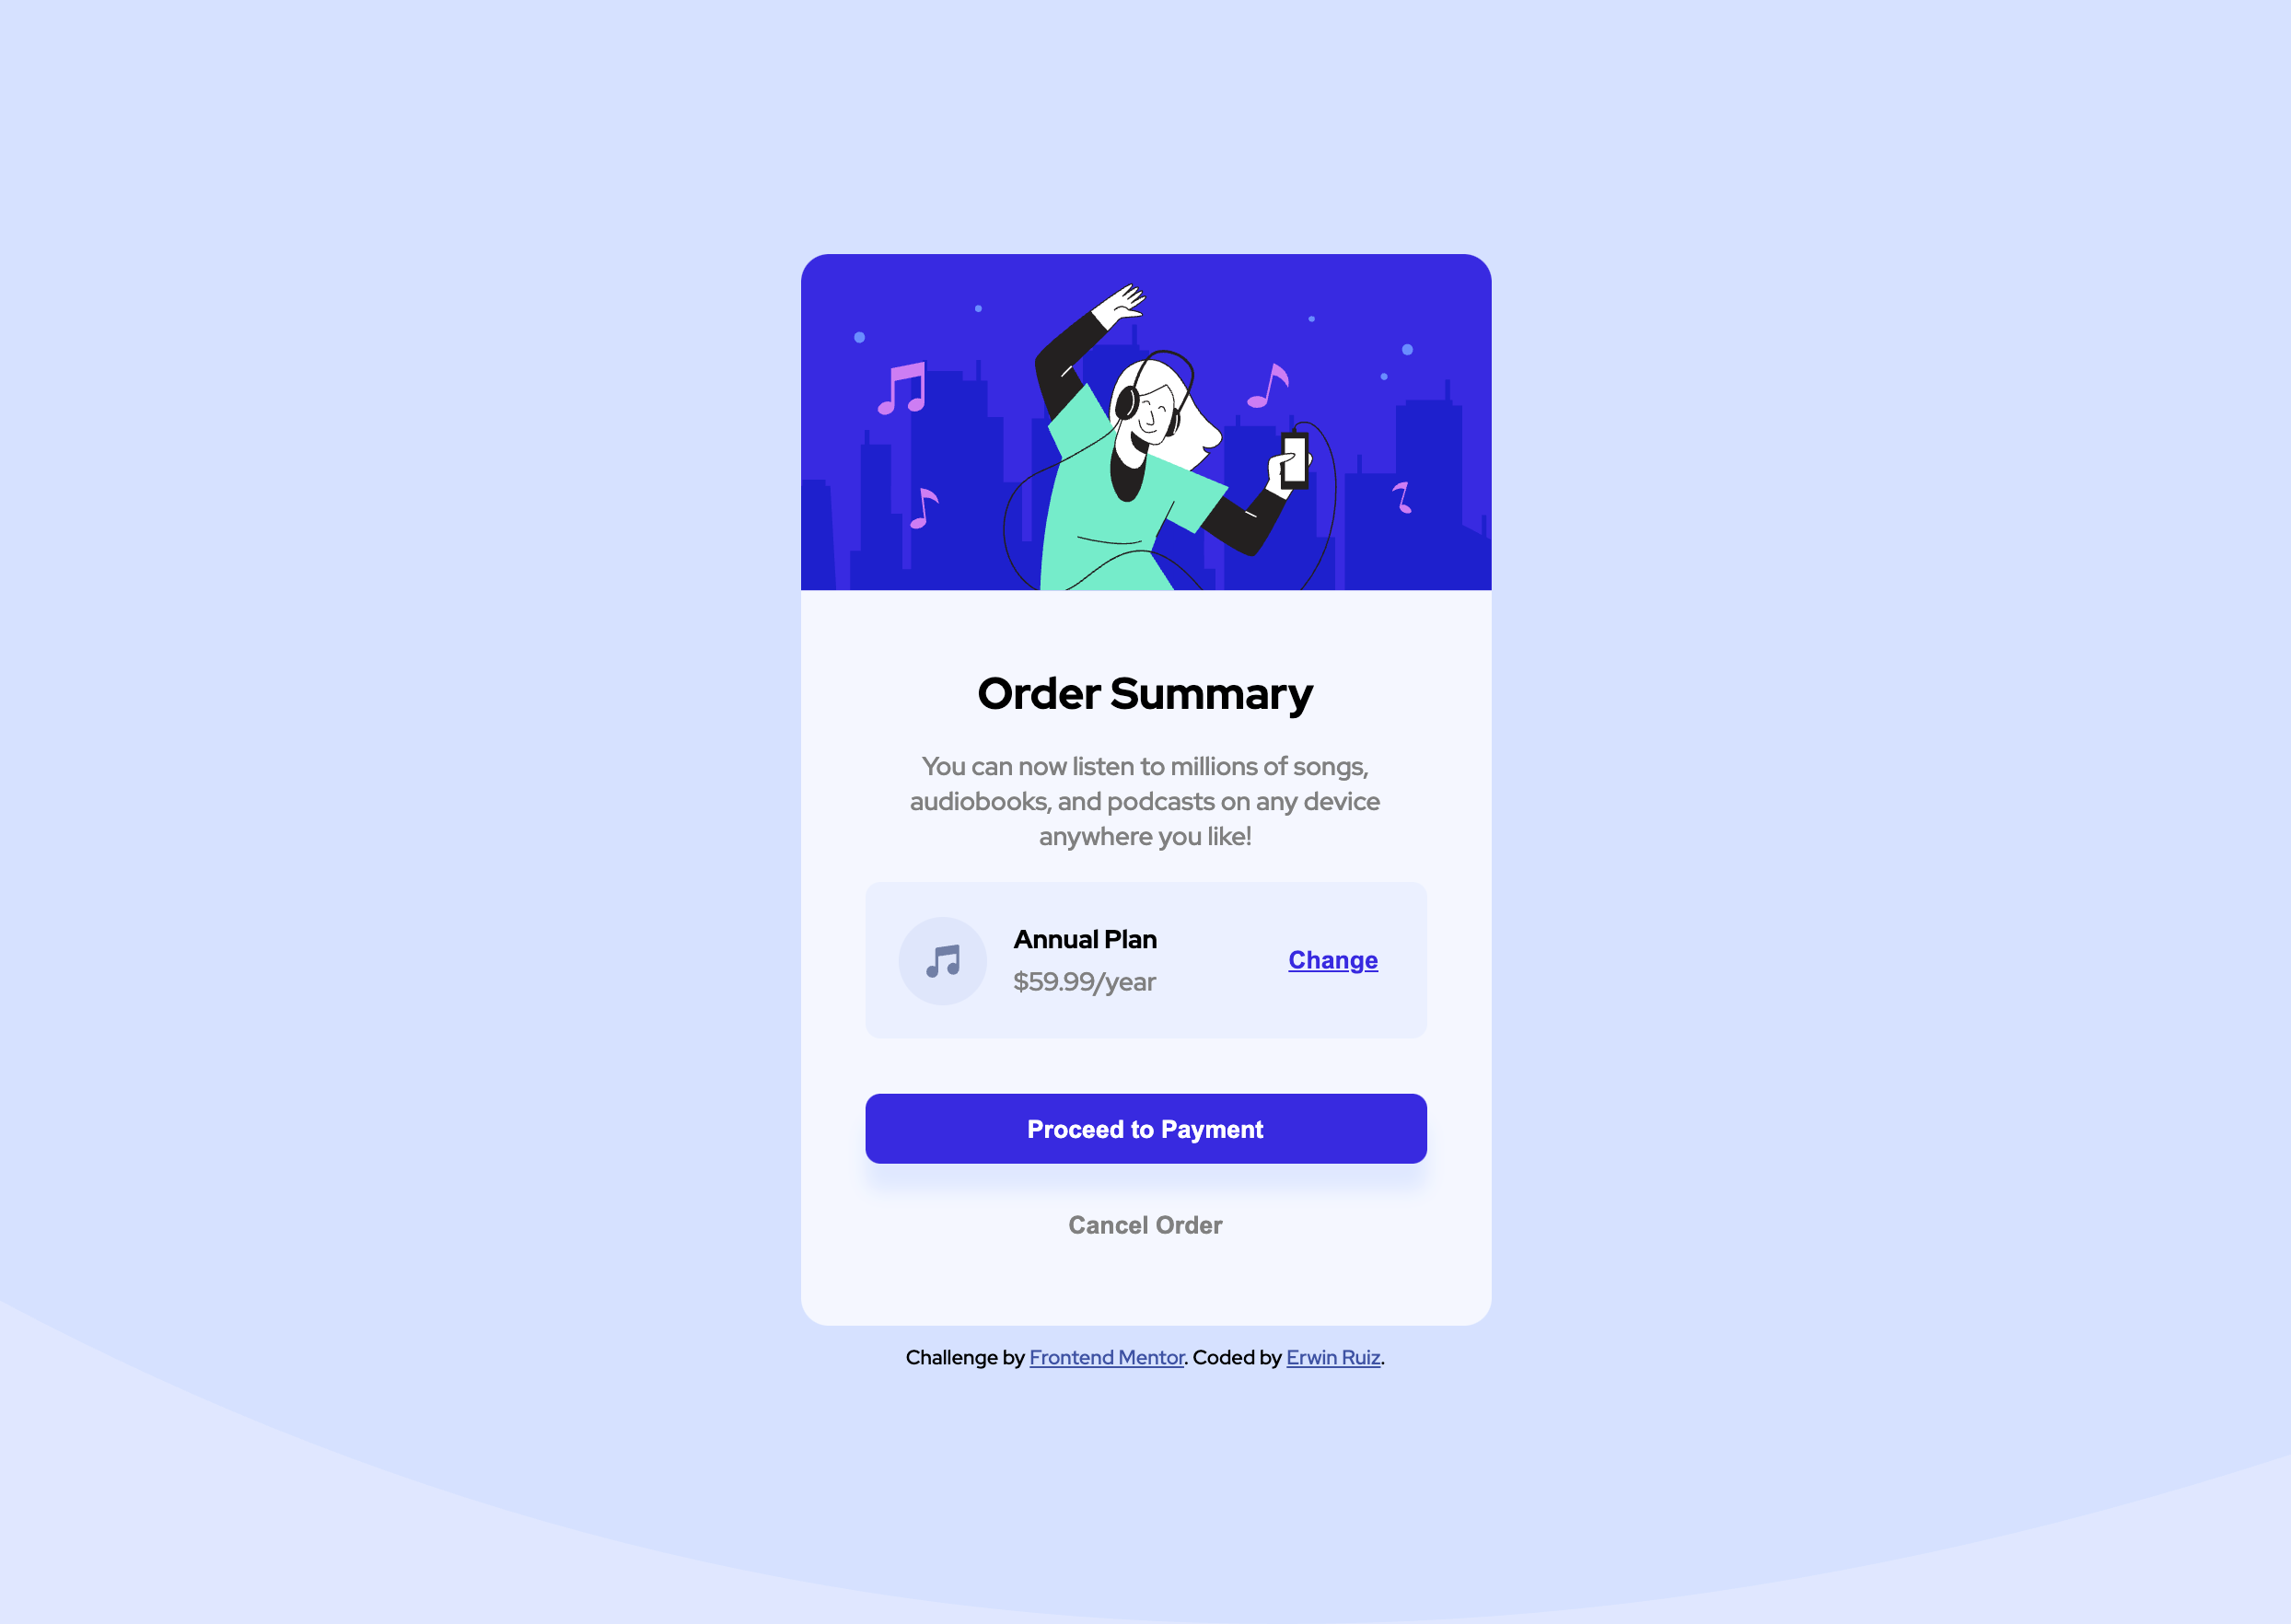 Order Summary
You can now listen to millions of songs,
audiobooks, and podcasts on any device
anywhere you like!
Annual Plan
$59.99/year
Change
Proceed to Payment
Cancel Order
Challenge by Frontend Mentor. Coded by Erwin Ruiz.